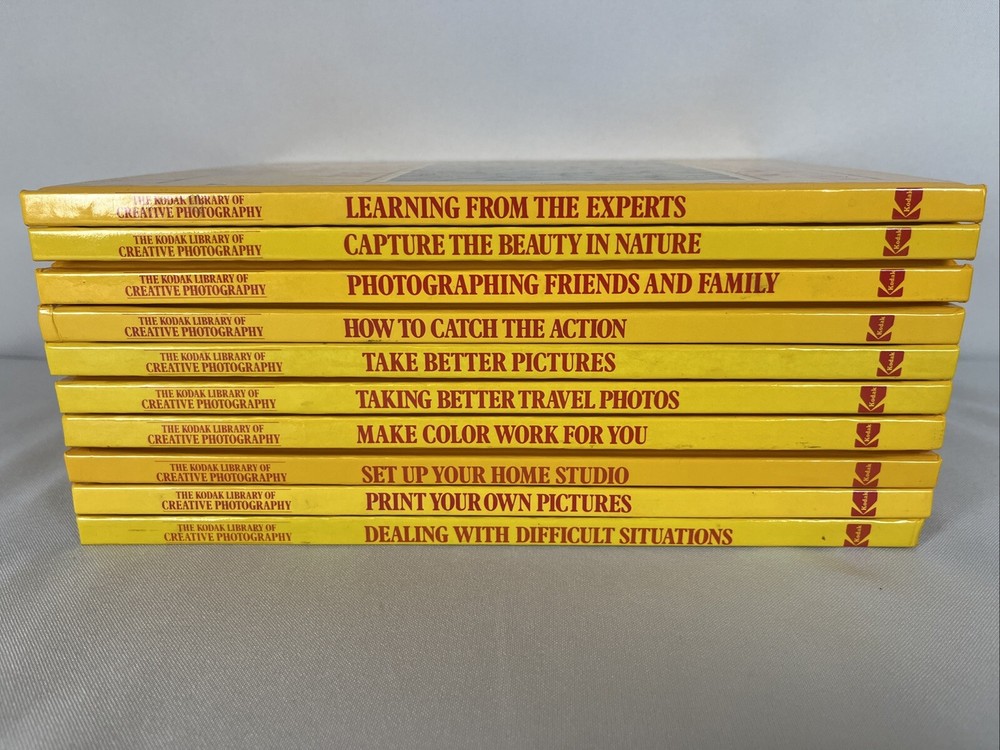 THE KODAK LIBRARY OF
CREATIVE PHOTOGRAPHY
LEARNING FROM THE EXPERTS
Kodak
THE KODAK LIBRARY OF
CREATIVE PHOTOGRAPHY
CAPTURE THE BEAUTY IN NATURE
Kodak
THE KODAK LIBRARY OF
CREATIVE PHOTOGRAPHY
PHOTOGRAPHING FRIENDS AND FAMILY
Kodak
THE KODAK LIBRARY OF
CREATIVE PHOTOGRAPHY
HOW TO CATCH THE ACTION
Kodak
THE KODAK LIBRARY OF
CREATIVE PHOTOGRAPHY
TAKE BETTER PICTURES
Kodak
THE KODAK LIBRARY OF
CREATIVE PHOTOGRAPHY
TAKING BETTER TRAVEL PHOTOS
Kodak
THE KODAK LIBRARY OF
CREATIVE PHOTOGRAPHY
MAKE COLOR WORK FOR YOU
Kodak
THE KODAK LIBRARY OF
CREATIVE PHOTOGRAPHY
SET UP YOUR HOME STUDIO
Kodak
THE KODAK LIBRARY OF
CREATIVE PHOTOGRAPHY
PRINT YOUR OWN PICTURES
Kodak
THE KODAK LIBRARY OF
CREATIVE PHOTOGRAPHY
DEALING WITH DIFFICULT SITUATIONS
Kodak